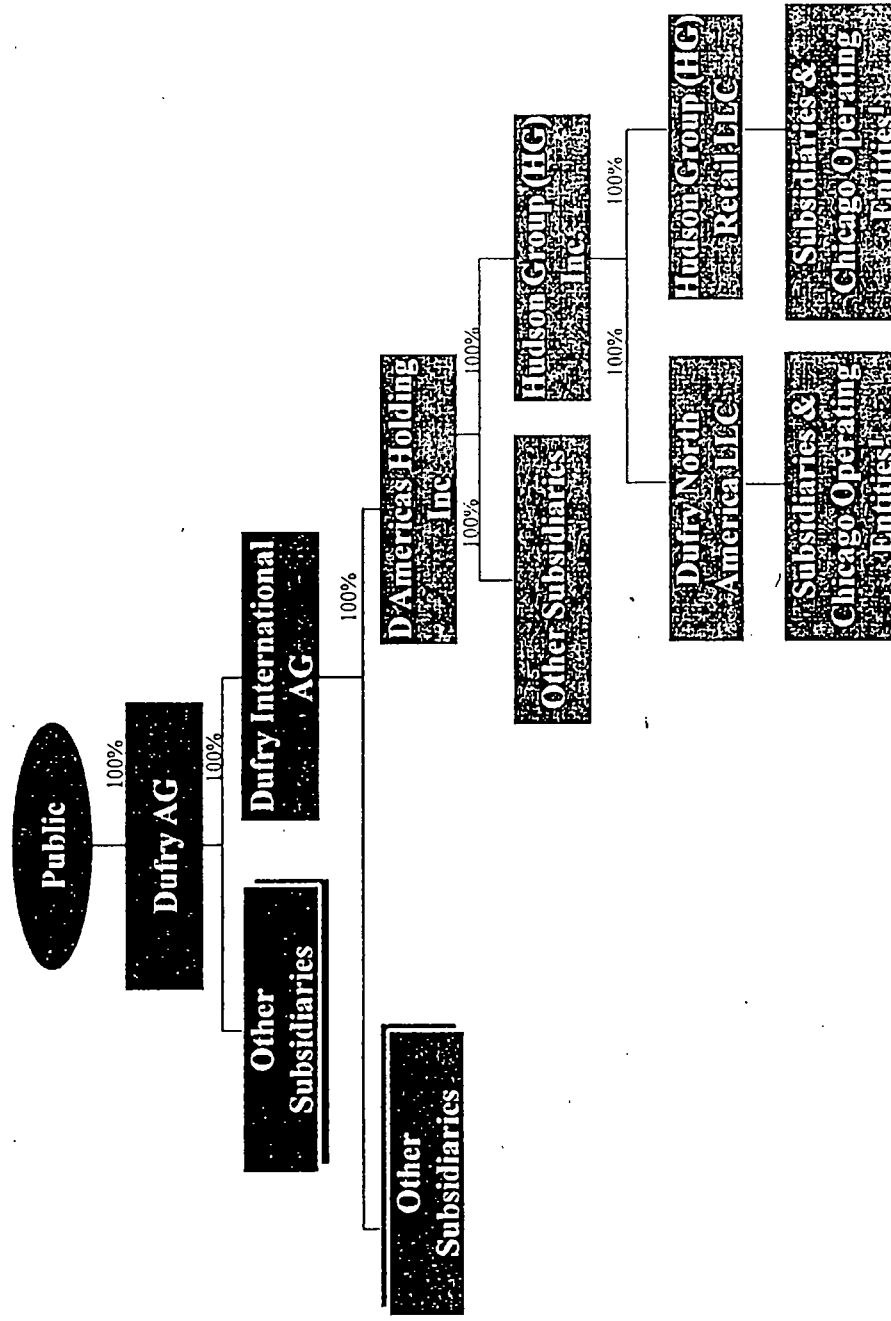 Public
100%
Dufry AG
100%
Other
Subsidiaries
Dufry International
AG
100%
Other
Subsidiaries
D'Americas Holding
Inc
100%
100%
Other Subsidiaries
Hudson Group (HG)
Inc.
100%
100%
Dufry North
America LLC
Hudson Group (HG)
Retail LLC
Subsidiaries &
Chicago Operating
Entities1
Subsidiaries &
Chicago Operating
Entities1